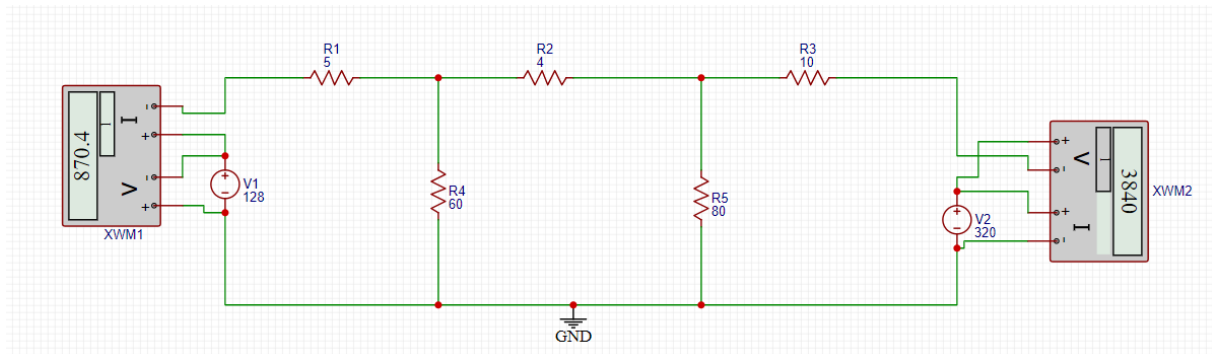 R1
5
R2
4
R3
10
-
I
+
870.4
-
V
+
XWM1
+
-
V1
128
R4
60
R5
80
+
V
-
3840
+
I
-
XWM2
+
-
V2
320
GND